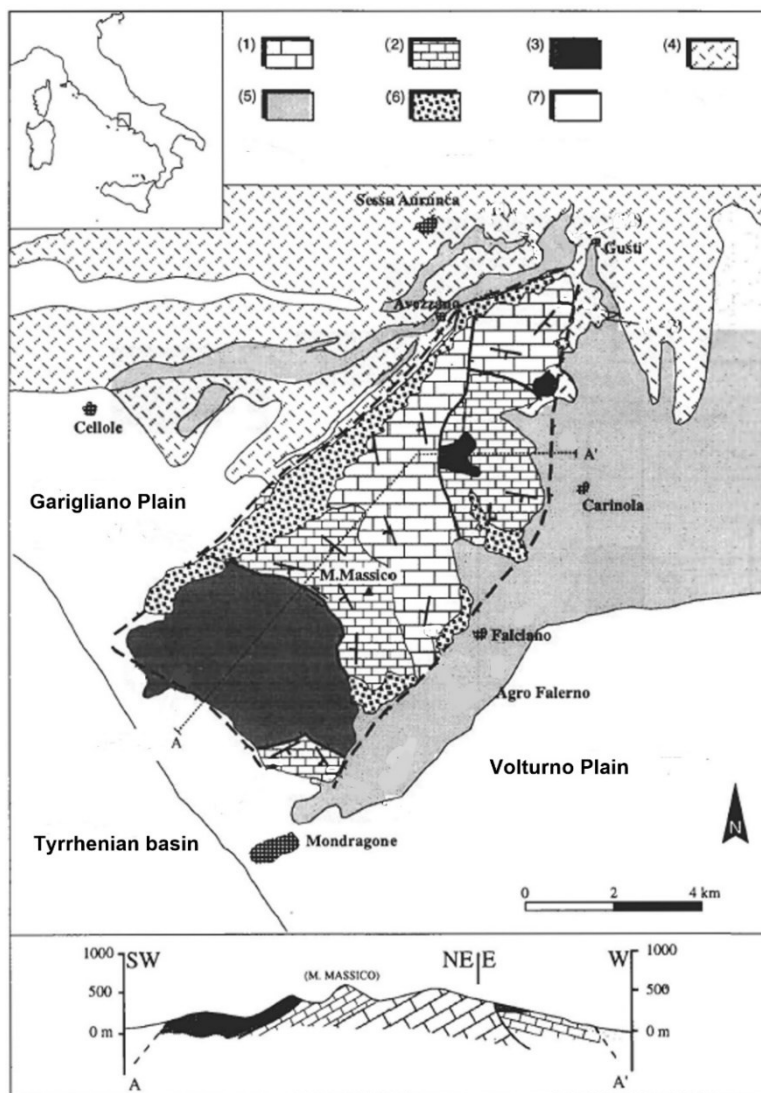 (1) (2) (3) (4)
(5) (6) (7)
Sessa Aurunca
Gusti
Avezzano
Cellole
A'
Garigliano Plain
Carinola
M.Massico
Falciano
Agro Falerno
A
Volturno Plain
N
Tyrrhenian basin
Mondragone
0 2 4 km
1000 SW NE E W 1000
(M. MASSICO)
500 500
0 m 0 m
A A'